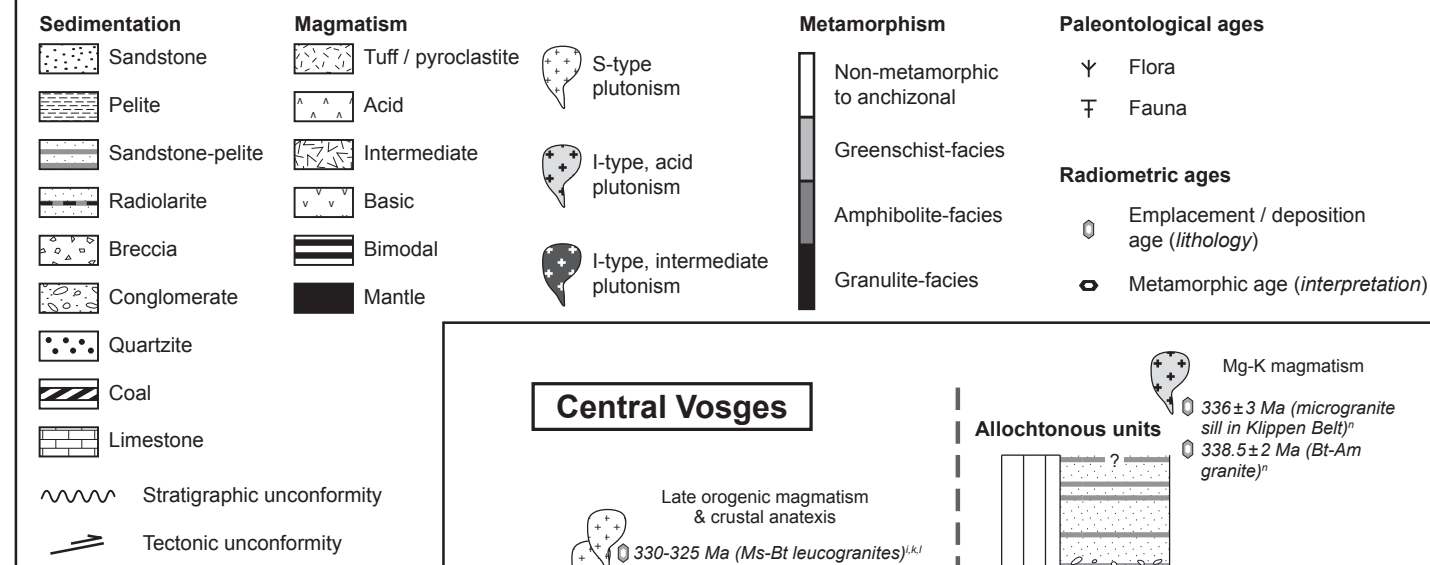 Sedimentation
Sandstone
Pelite
Sandstone-pelite
Radiolarite
Breccia
Conglomerate
Quartzite
Coal
Limestone
Stratigraphic unconformity
Tectonic unconformity
Magmatism
Tuff / pyroclastite
Acid
Intermediate
Basic
Bimodal
Mantle
S-type
plutonism
I-type, acid
plutonism
I-type, intermediate
plutonism
Metamorphism
Non-metamorphic
to anchizonal
Greenschist-facies
Amphibolite-facies
Granulite-facies
Paleontological ages
Flora
Fauna
Radiometric ages
Emplacement / deposition
age (lithology)
Metamorphic age (interpretation)
Central Vosges
Late orogenic magmatism
& crustal anatexis
330-325 Ma (Ms-Bt leucogranites)i,k,l
Allochtonous units
?
Mg-K magmatism
336±3 Ma (microgranite
sill in Klippen Belt)n
338.5±2 Ma (Bt-Am
granite)n